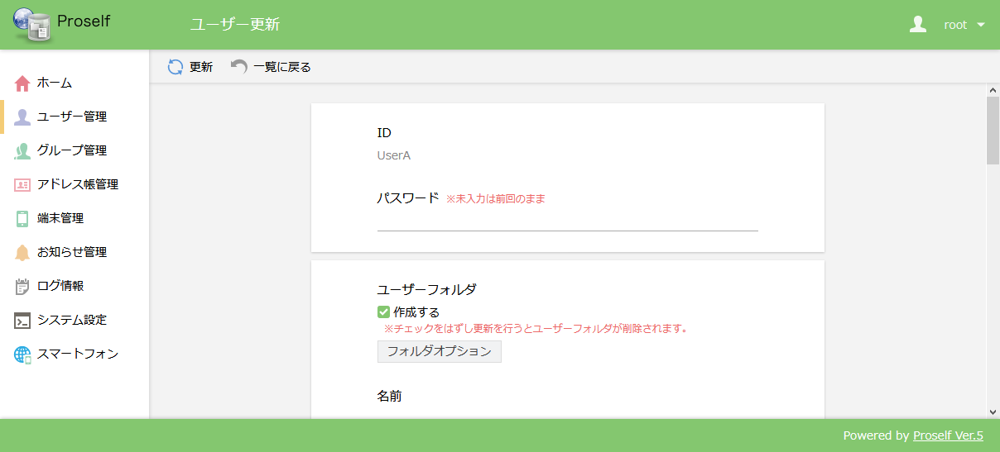 Proself
ユーザー更新
root
更新
一覧に戻る
ホーム
ユーザー管理
グループ管理
アドレス帳管理
端末管理
お知らせ管理
ログ情報
システム設定
スマートフォン
ID
UserA
パスワード ※未入力は前回のまま
ユーザーフォルダ
作成する
※チェックをはずし更新を行うとユーザーフォルダが削除されます。
フォルダオプション
名前
Powered by Proself Ver.5